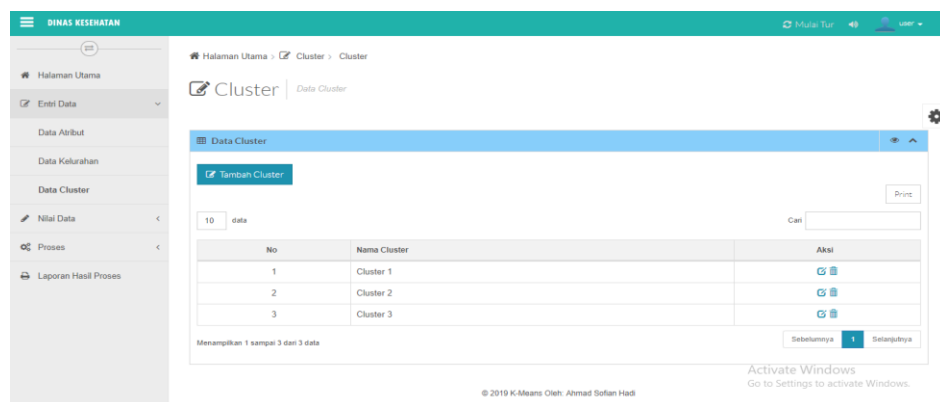 DINAS KESEHATAN
Mulai Tur
user
Halaman Utama
Entri Data
Data Atribut
Data Kelurahan
Data Cluster
Nilai Data
Proses
Laporan Hasil Proses
Halaman Utama > Cluster > Cluster
Cluster Data Cluster
Data Cluster
Tambah Cluster
Print
10 data
Cari
No Nama Cluster Aksi
1 Cluster 1
2 Cluster 2
3 Cluster 3
Menampilkan 1 sampai 3 dari 3 data
Sebelumnya 1 Selanjutnya
Activate Windows
Go to Settings to activate Windows.
© 2019 K-Means Oleh: Ahmad Sofian Hadi